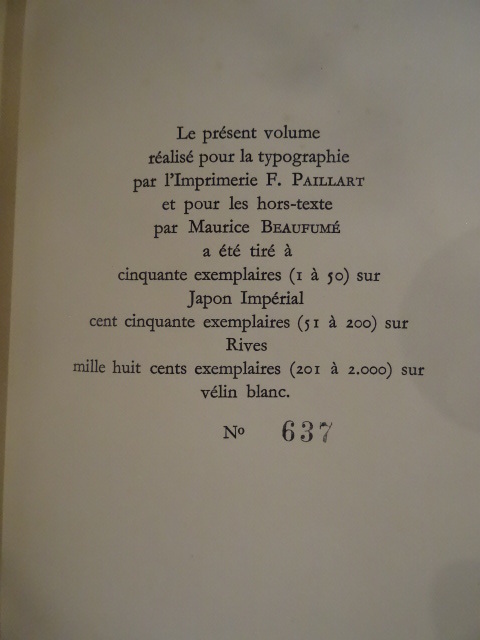 Le présent volume
réalisé pour la typographie
par l'Imprimerie F. PAILLART
et pour les hors-texte
par Maurice BEAUFUMÉ
a été tiré à
cinquante exemplaires (1 à 50) sur
Japon Impérial
cent cinquante exemplaires (51 à 200) sur
Rives
mille huit cents exemplaires (201 à 2.000) sur
vélin blanc.
Nº 637